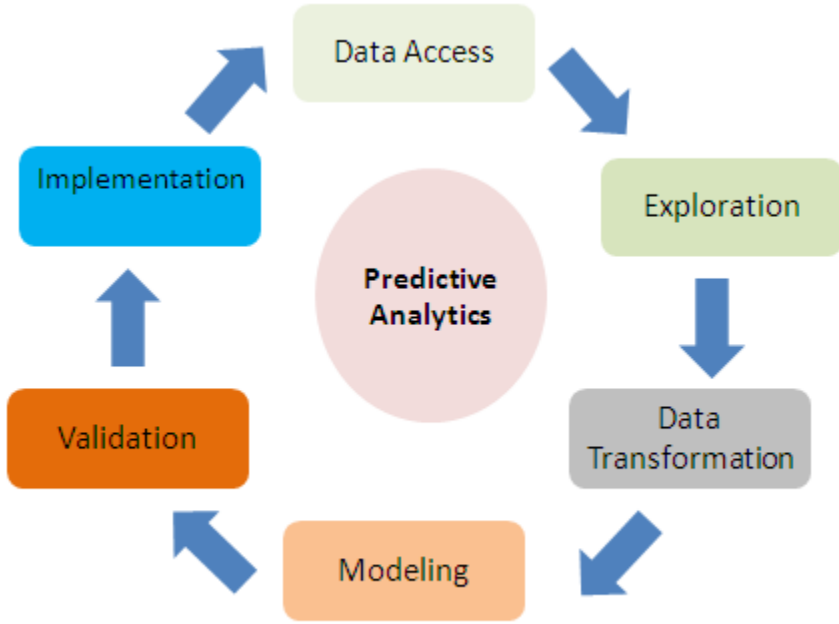 Data Access
Exploration
Data
Transformation
Modeling
Validation
Implementation
Predictive
Analytics